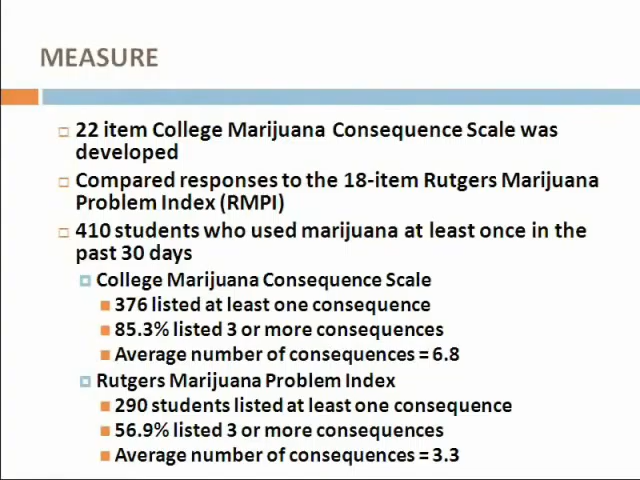 MEASURE
22 item College Marijuana Consequence Scale was
developed
Compared responses to the 18-item Rutgers Marijuana
Problem Index (RMPI)
410 students who used marijuana at least once in the
past 30 days
College Marijuana Consequence Scale
376 listed at least one consequence
85.3% listed 3 or more consequences
Average number of consequences = 6.8
Rutgers Marijuana Problem Index
290 students listed at least one consequence
56.9% listed 3 or more consequences
Average number of consequences = 3.3